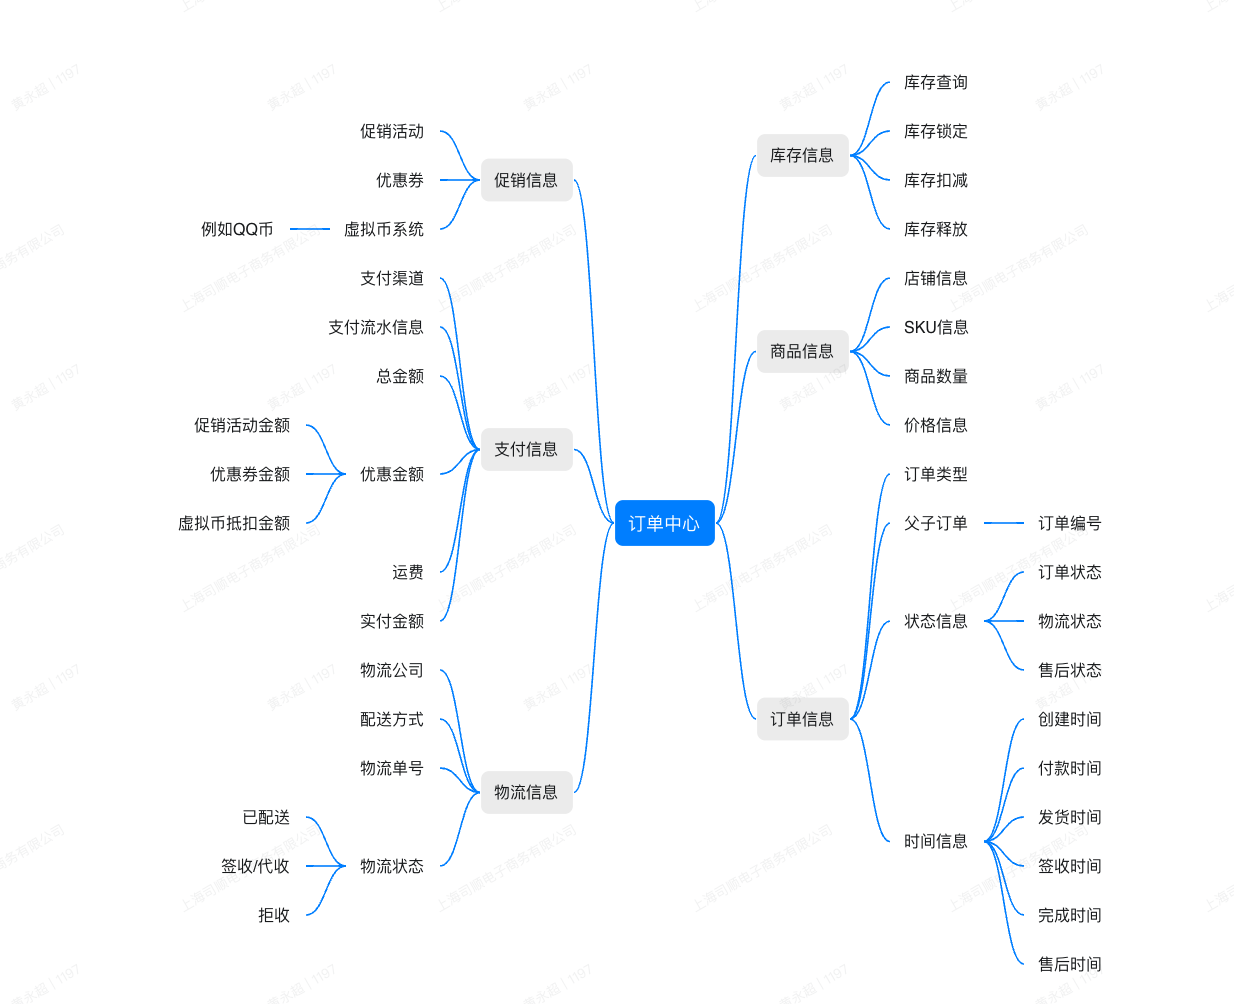 订单中心
促销信息
促销活动
优惠券
虚拟币系统
例如QQ币
支付信息
支付渠道
支付流水信息
总金额
优惠金额
促销活动金额
优惠券金额
虚拟币抵扣金额
运费
实付金额
物流信息
物流公司
配送方式
物流单号
物流状态
已配送
签收/代收
拒收
库存信息
库存查询
库存锁定
库存扣减
库存释放
商品信息
店铺信息
SKU信息
商品数量
价格信息
订单信息
订单类型
父子订单
订单编号
状态信息
订单状态
物流状态
售后状态
时间信息
创建时间
付款时间
发货时间
签收时间
完成时间
售后时间